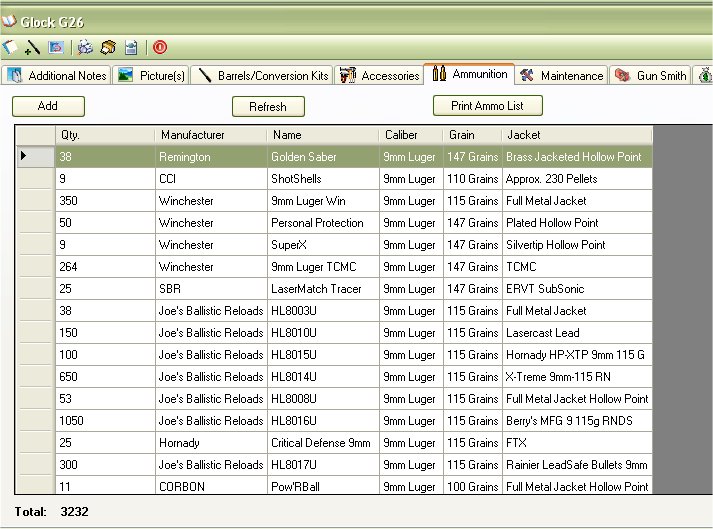 Glock G26
Additional Notes Picture(s) Barrels/Conversion Kits Accessories Ammunition Maintenance Gun Smith
Add Refresh Print Ammo List
Qty. Manufacturer Name Caliber Grain Jacket
38 Remington Golden Saber 9mm Luger 147 Grains Brass Jacketed Hollow Point
9 CCI ShotShells 9mm Luger 110 Grains Approx. 230 Pellets
350 Winchester 9mm Luger Win 9mm Luger 115 Grains Full Metal Jacket
50 Winchester Personal Protection 9mm Luger 147 Grains Plated Hollow Point
9 Winchester SuperX 9mm Luger 147 Grains Silvertip Hollow Point
264 Winchester 9mm Luger TCMC 9mm Luger 147 Grains TCMC
25 SBR LaserMatch Tracer 9mm Luger 147 Grains ERVT SubSonic
38 Joe's Ballistic Reloads HL8003U 9mm Luger 115 Grains Full Metal Jacket
150 Joe's Ballistic Reloads HL8010U 9mm Luger 115 Grains Lasercast Lead
100 Joe's Ballistic Reloads HL8015U 9mm Luger 115 Grains Hornady HP-XTP 9mm 115 G
650 Joe's Ballistic Reloads HL8014U 9mm Luger 115 Grains X-Treme 9mm-115 RN
53 Joe's Ballistic Reloads HL8008U 9mm Luger 115 Grains Full Metal Jacket Hollow Point
1050 Joe's Ballistic Reloads HL8016U 9mm Luger 115 Grains Berry's MFG 9 115g RNDS
25 Hornady Critical Defense 9mm 9mm Luger 115 Grains FTX
300 Joe's Ballistic Reloads HL8017U 9mm Luger 115 Grains Rainier LeadSafe Bullets 9mm
11 CORBON Pow'RBall 9mm Luger 100 Grains Full Metal Jacket Hollow Point
Total: 3232